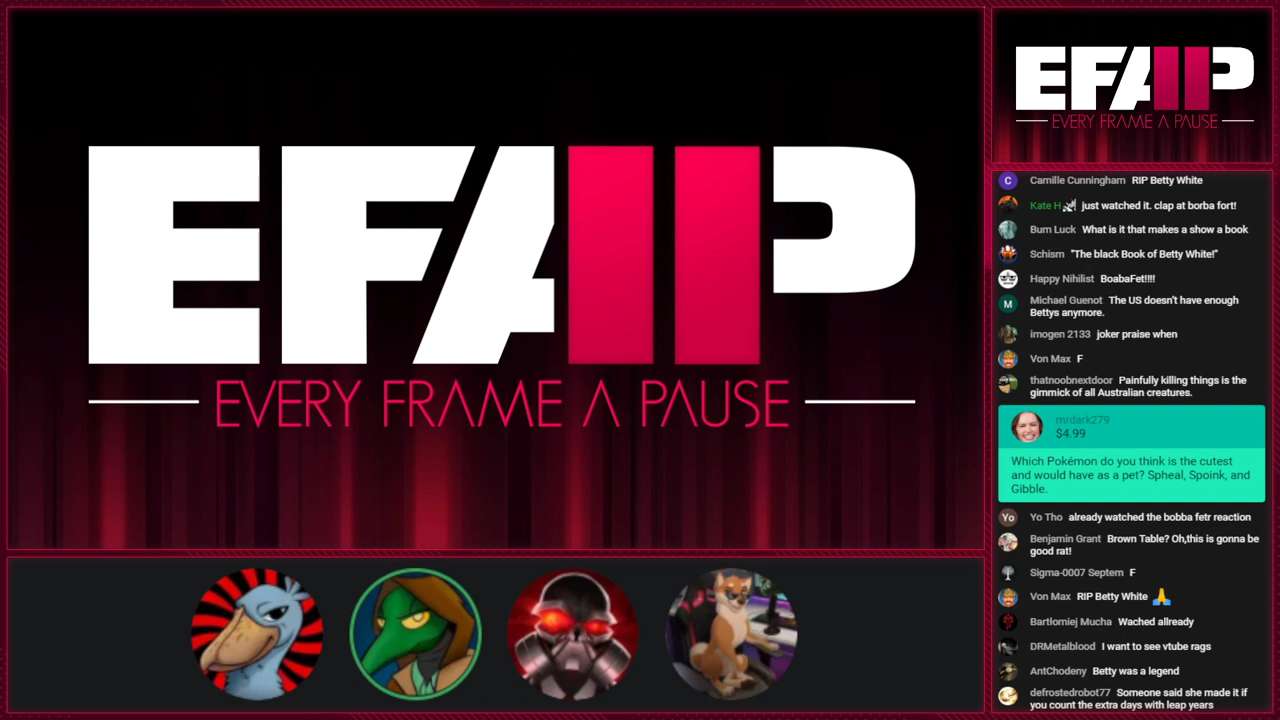 EFAP
EVERY FRAME A PAUSE
EFAP
EVERY FRAME A PAUSE
C Camille Cunningham RIP Betty White
Kate H just watched it. clap at borba fort!
Bum Luck What is it that makes a show a book
Schism "The black Book of Betty White!"
Happy Nihilist BoabaFet!!!!
M Michael Guenot The US doesn't have enough
Bettys anymore.
imogen 2133 joker praise when
Von Max F
thatnoobnextdoor Painfully killing things is the
gimmick of all Australian creatures.
mrdark279
$4.99
Which Pokémon do you think is the cutest
and would have as a pet? Spheal, Spoink, and
Gibble.
Yo Yo Tho already watched the bobba fetr reaction
Benjamin Grant Brown Table? Oh,this is gonna be
good rat!
Sigma-0007 Septem F
Von Max RIP Betty White 🙏
Bartłomiej Mucha Wached allready
DRMetalblood I want to see vtube rags
AntChodeny Betty was a legend
defrostedrobot77 Someone said she made it if
you count the extra days with leap years